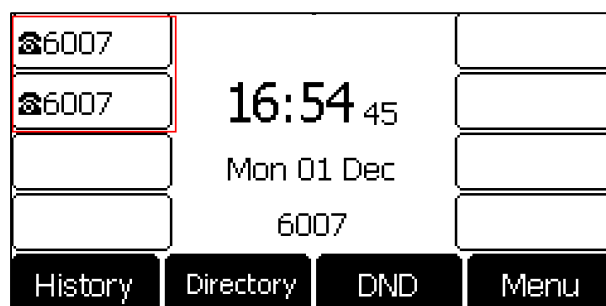 ☎6007
☎6007
16:54 45
Mon 01 Dec
6007
History Directory DND Menu